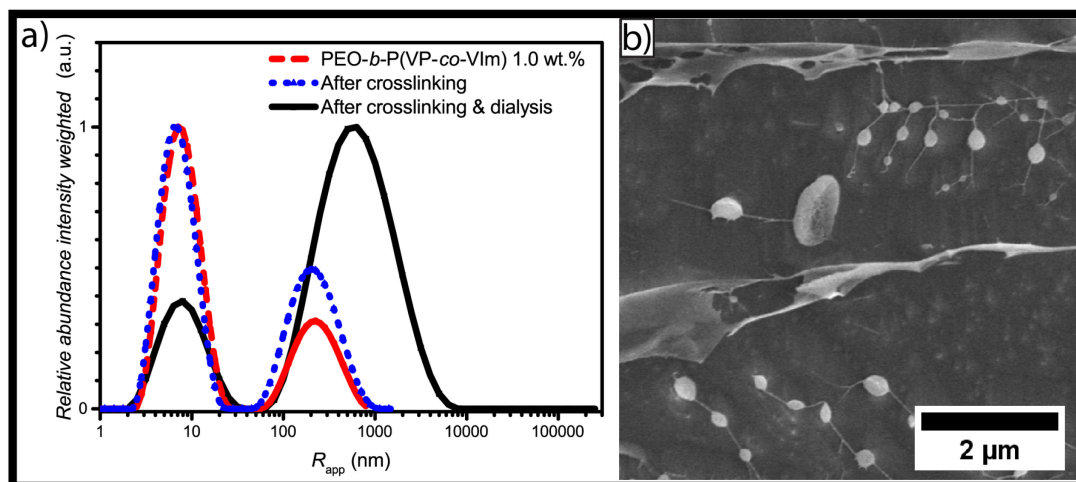 a)
Relative abundance intensity weighted (a.u.)
1
0
PEO-b-P(VP-co-VIm) 1.0 wt.%
After crosslinking
After crosslinking & dialysis
1 10 100 1000 10000 100000
Rapp (nm)
b)
2 µm